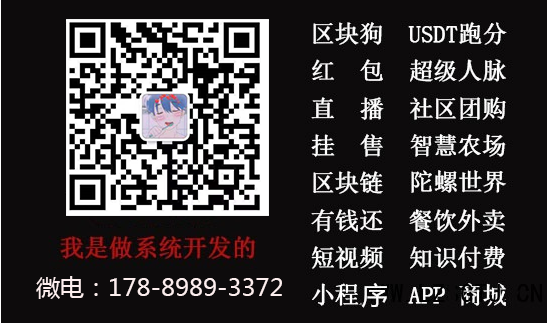 区块狗 USDT跑分
红 包 超级人脉
直 播 社区团购
挂 售 智慧农场
区块链 陀螺世界
有钱还 餐饮外卖
短视频 知识付费
小程序 APP 商城
我是做系统开发的
微电：178-8989-3372